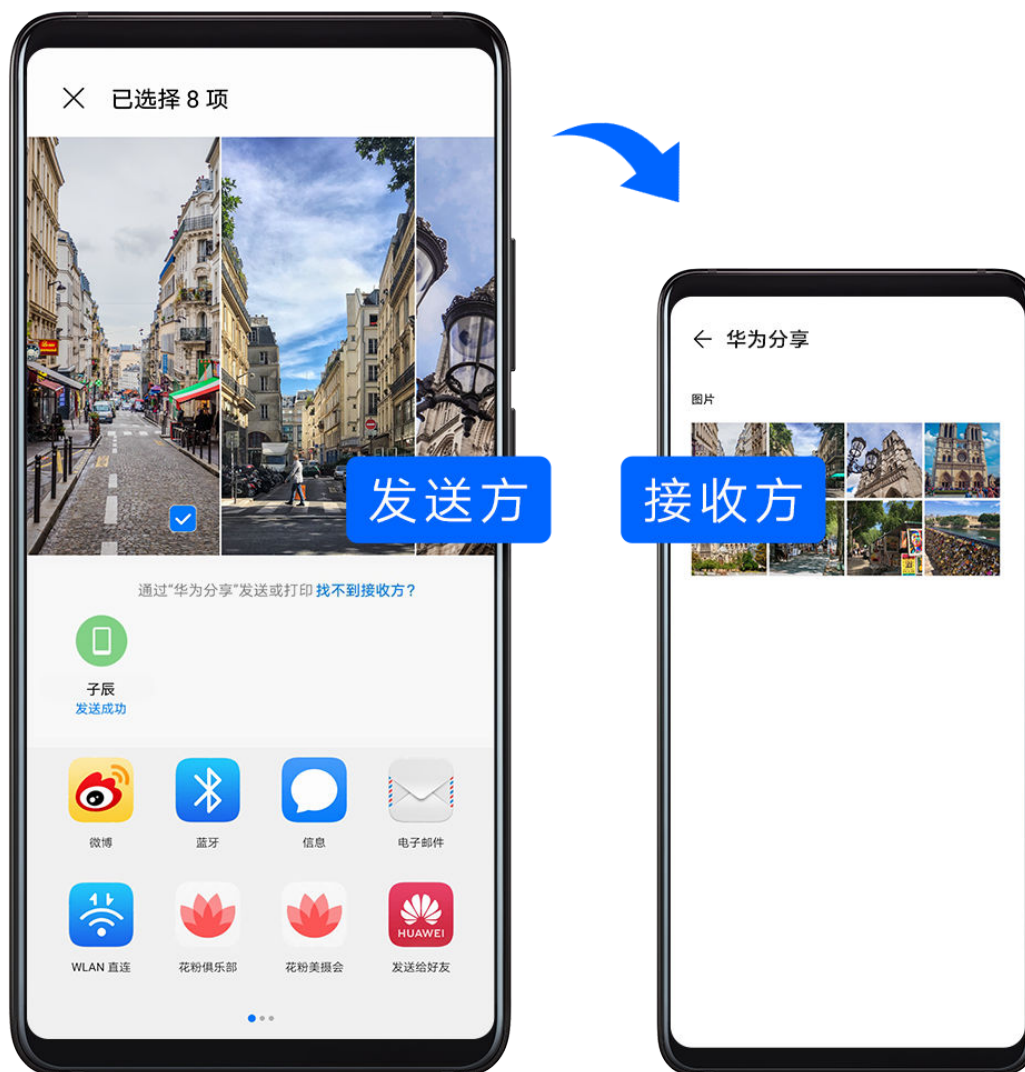 已选择 8 项
发送方
通过“华为分享”发送或打印 找不到接收方?
子辰
发送成功
微博
蓝牙
信息
电子邮件
HUAWEI
WLAN 直连
花粉俱乐部
花粉美摄会
发送给好友
华为分享
图片
接收方